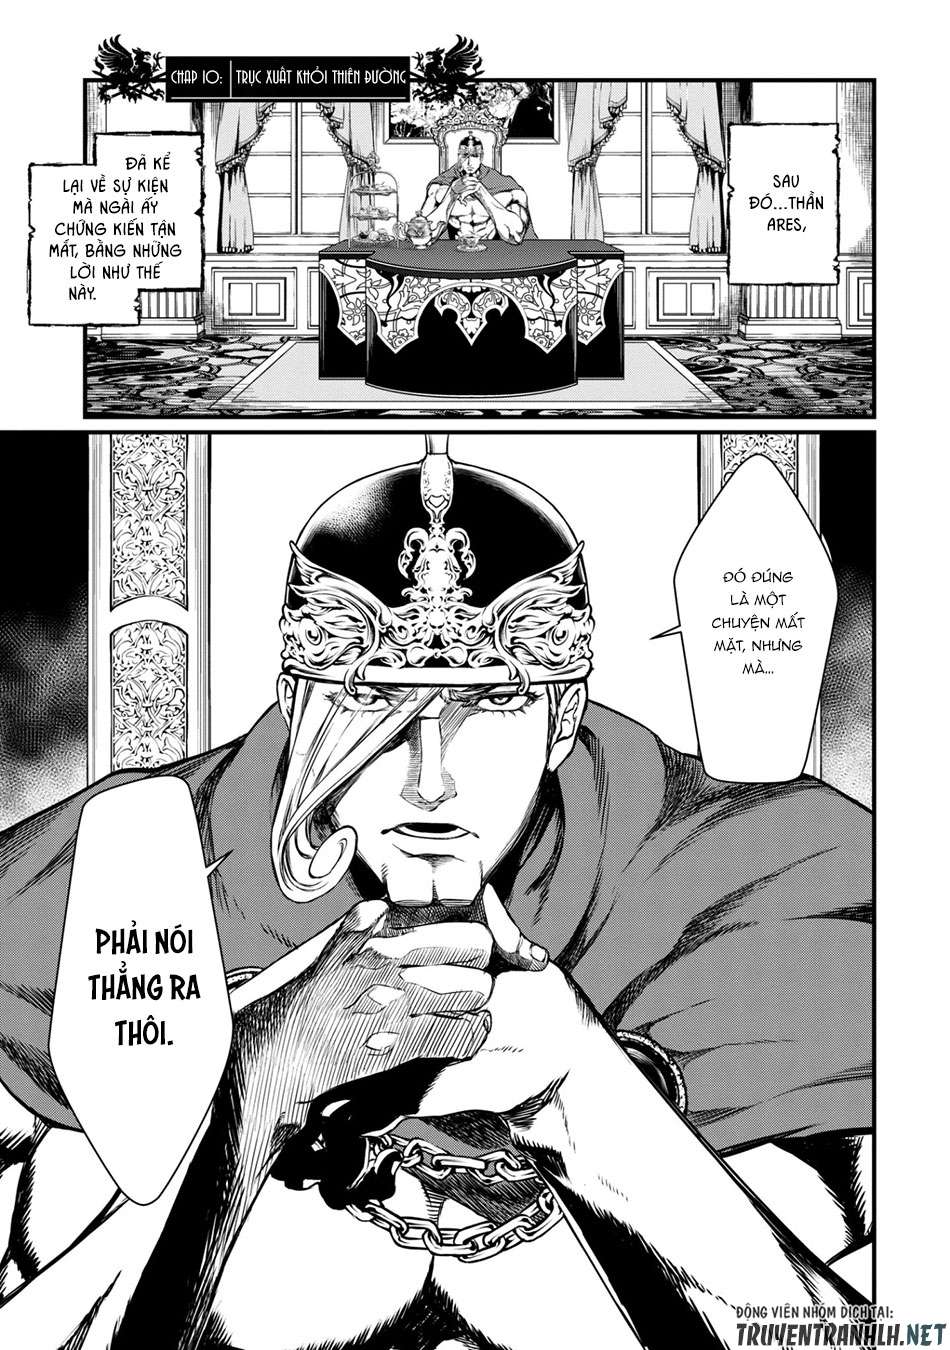 CHAP 10: TRỤC XUẤT KHỎI THIÊN ĐƯỜNG
SAU
ĐÓ...THẦN
ARES,
ĐÃ KỂ
LẠI VỀ SỰ KIỆN
MÀ NGÀI ẤY
CHỨNG KIẾN TẬN
MẮT, BẰNG NHỮNG
LỜI NHƯ THẾ
NÀY.
ĐÓ ĐÚNG
LÀ MỘT
CHUYỆN MẤT
MẶT, NHƯNG
MÀ...
PHẢI NÓI
THẲNG RA
THÔI.
ĐỘNG VIÊN NHÓM DỊCH TẠI:
TRUYENTRANHLH.NET